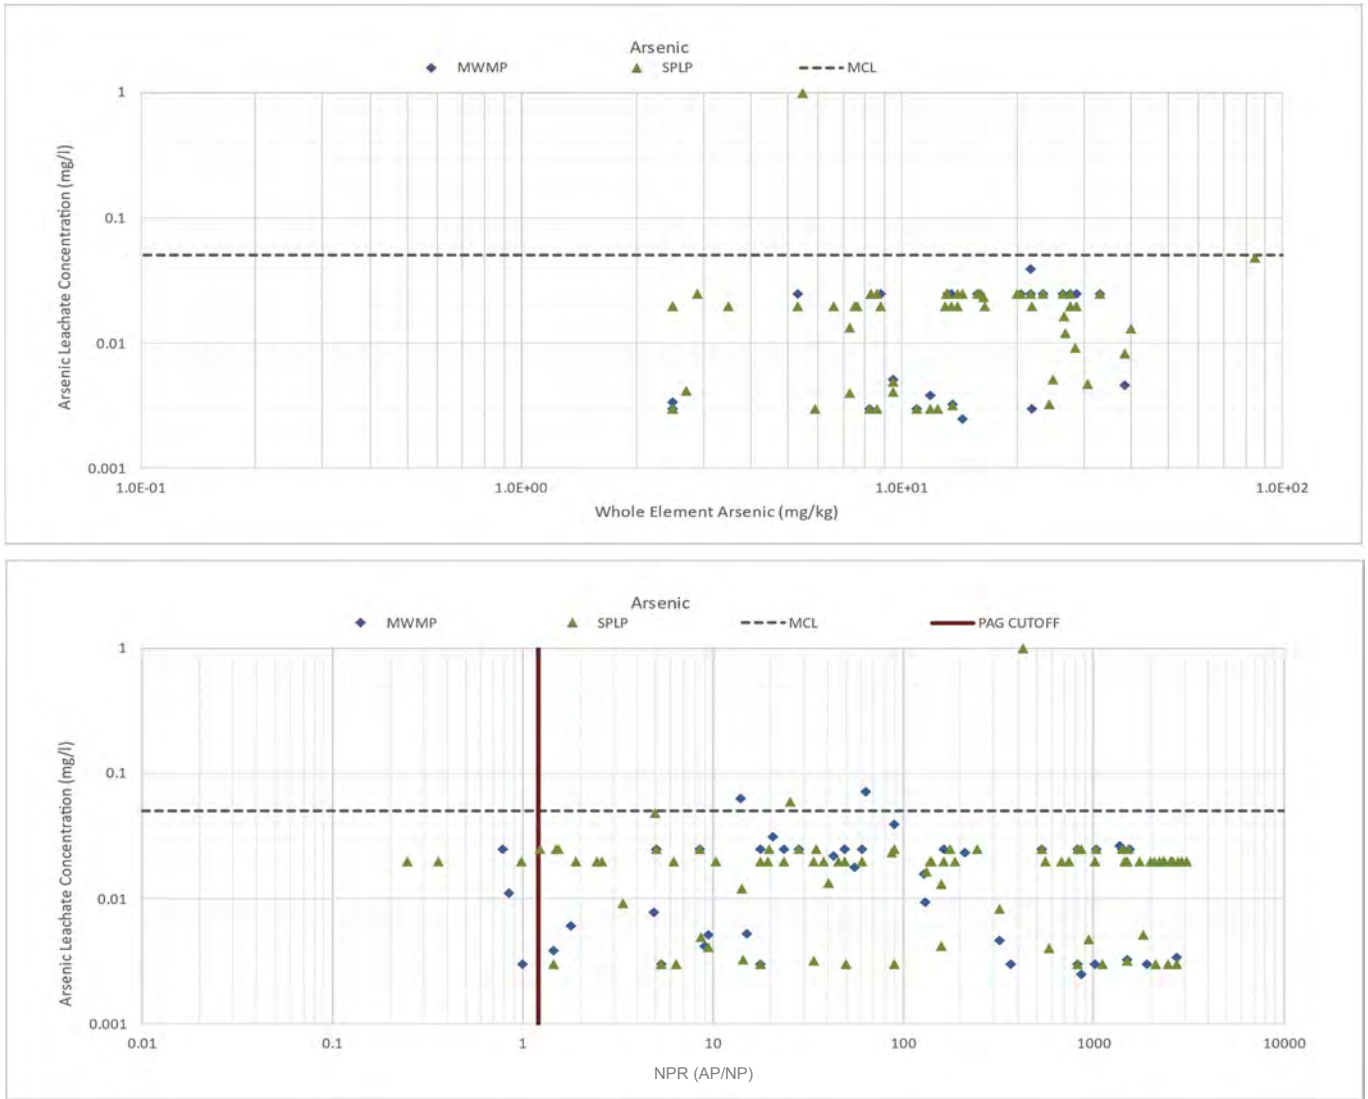 Arsenic
MWMP SPLP MCL
1
0.1
0.01
0.001
Arsenic Leachate Concentration (mg/l)
1.0E-01 1.0E+00 1.0E+01 1.0E+02
Whole Element Arsenic (mg/kg)
Arsenic
MWMP SPLP MCL PAG CUTOFF
1
0.1
0.01
0.001
Arsenic Leachate Concentration (mg/l)
0.01 0.1 1 10 100 1000 10000
NPR (AP/NP)